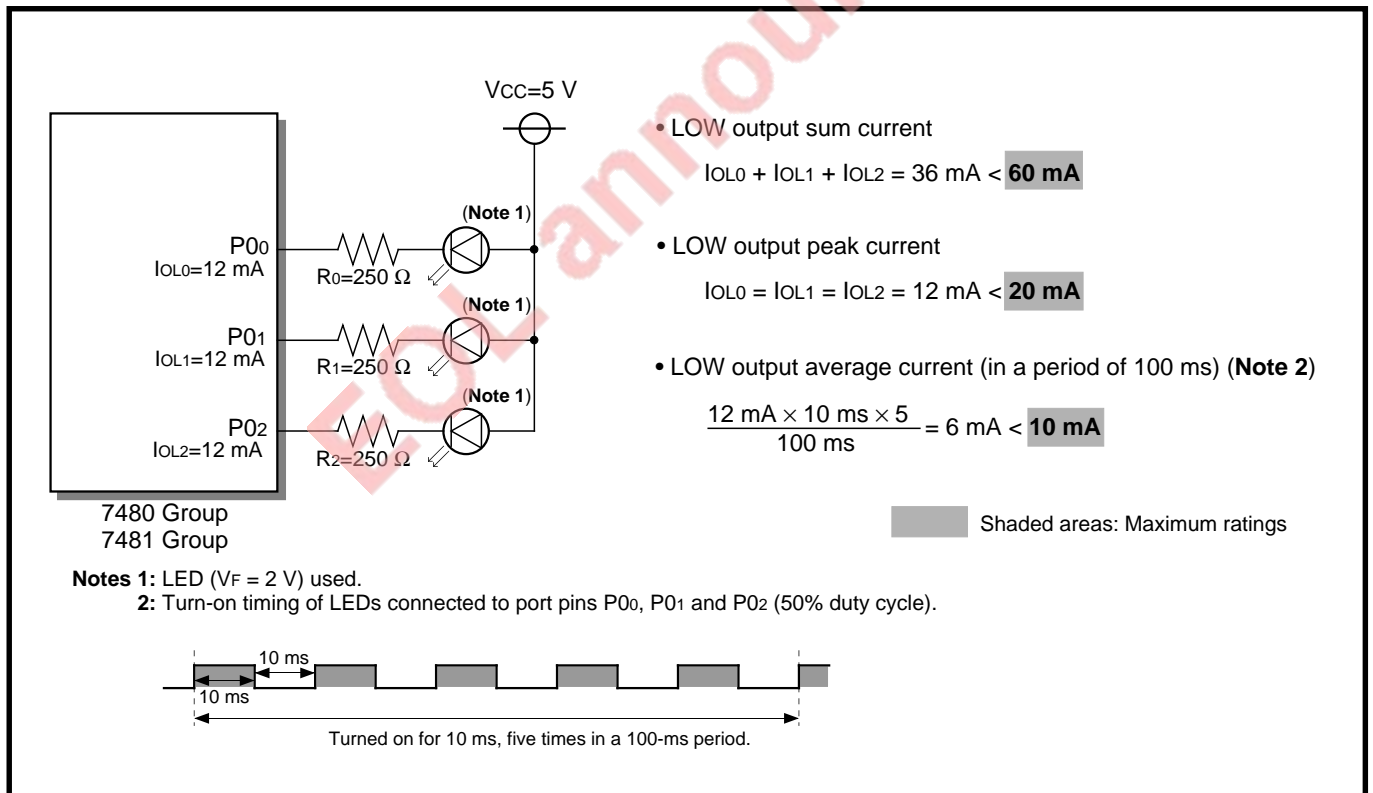 EOL announ
VCC=5 V
P00
IOL0=12 mA
R0=250 Ω
(Note 1)
P01
IOL1=12 mA
R1=250 Ω
(Note 1)
P02
IOL2=12 mA
R2=250 Ω
(Note 1)
7480 Group
7481 Group
• LOW output sum current
IOL0 + IOL1 + IOL2 = 36 mA < 60 mA
• LOW output peak current
IOL0 = IOL1 = IOL2 = 12 mA < 20 mA
• LOW output average current (in a period of 100 ms) (Note 2)
12 mA × 10 ms × 5
100 ms
= 6 mA < 10 mA
Shaded areas: Maximum ratings
Notes 1: LED (VF = 2 V) used.
2: Turn-on timing of LEDs connected to port pins P00, P01 and P02 (50% duty cycle).
10 ms
10 ms
Turned on for 10 ms, five times in a 100-ms period.